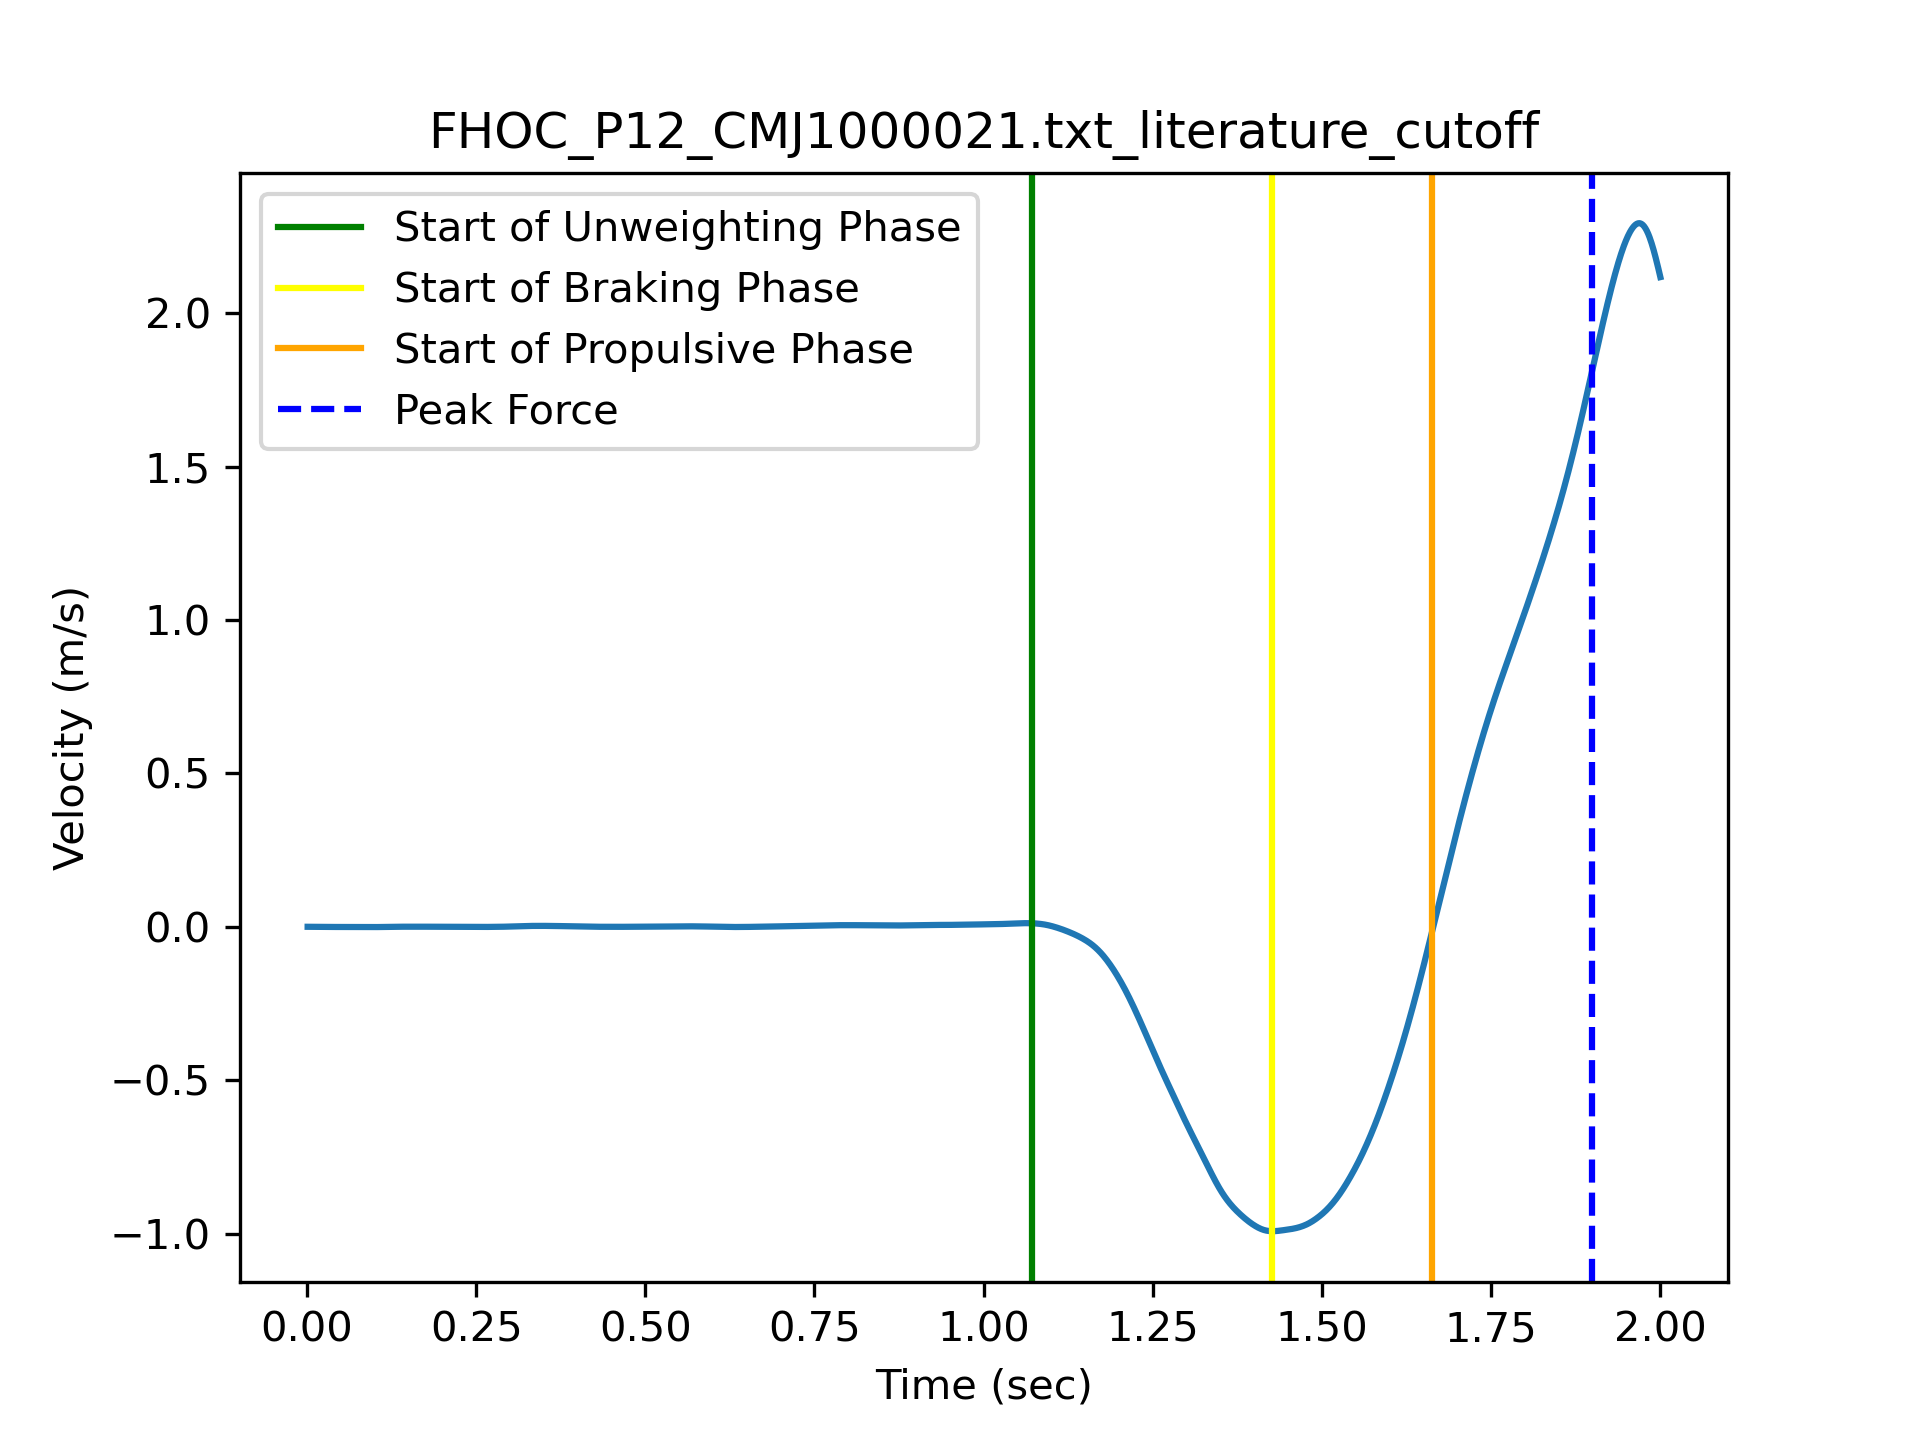 FHOC_P12_CMJ1000021.txt_literature_cutoff
Start of Unweighting Phase
Start of Braking Phase
Start of Propulsive Phase
Peak Force
Velocity (m/s)
2.0
1.5
1.0
0.5
0.0
−0.5
−1.0
0.00 0.25 0.50 0.75 1.00 1.25 1.50 1.75 2.00
Time (sec)